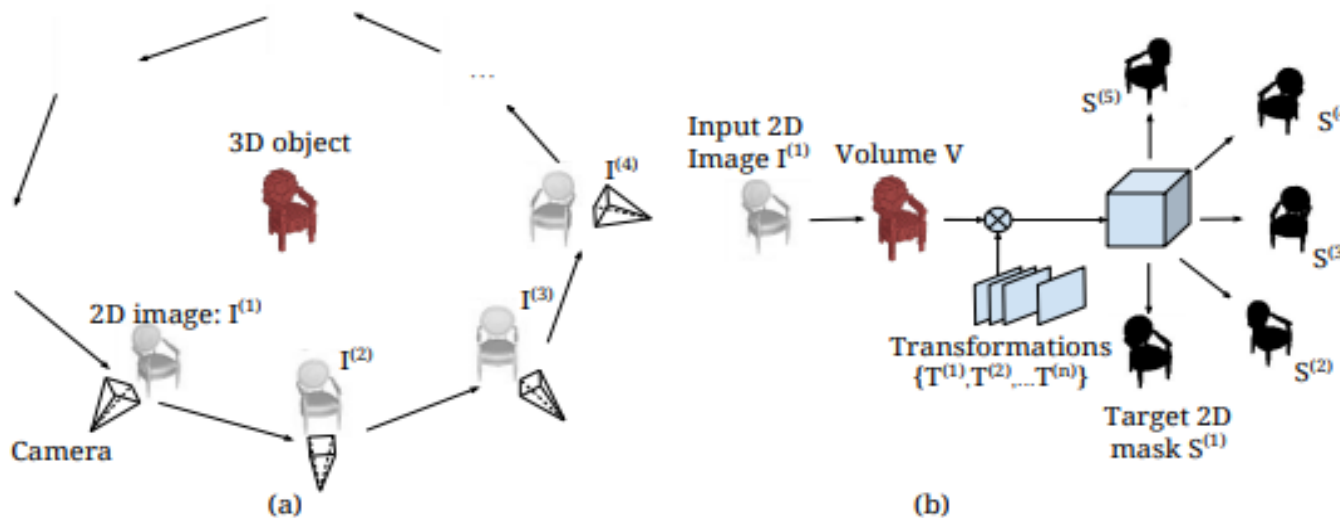 ...
3D object
I^(4)
I^(3)
2D image: I^(1)
I^(2)
Camera
(a)
Input 2D
Image I^(1)
Volume V
Transformations
{T^(1),T^(2),...T^(n)}
S^(5)
S^(
S^(3
S^(2)
Target 2D
mask S^(1)
(b)